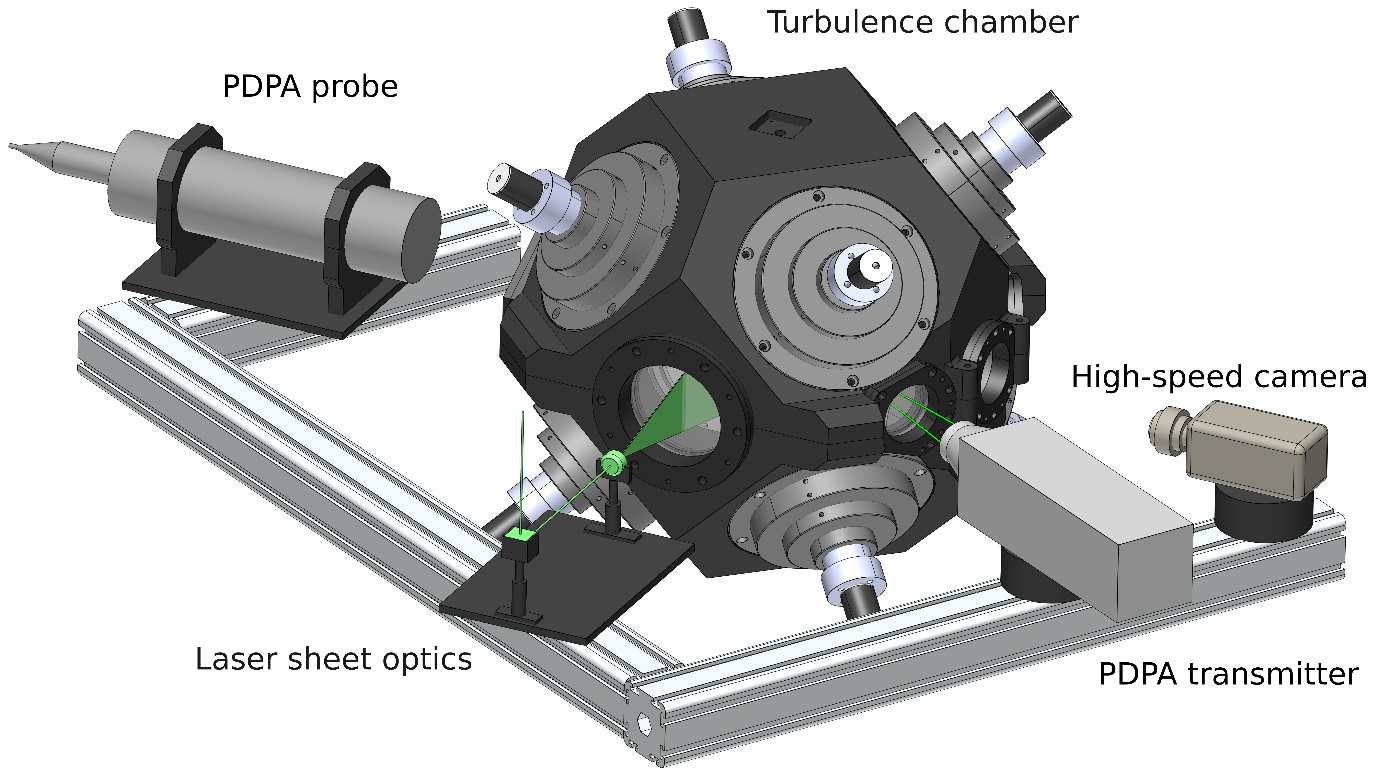 Turbulence chamber
PDPA probe
High-speed camera
Laser sheet optics
PDPA transmitter